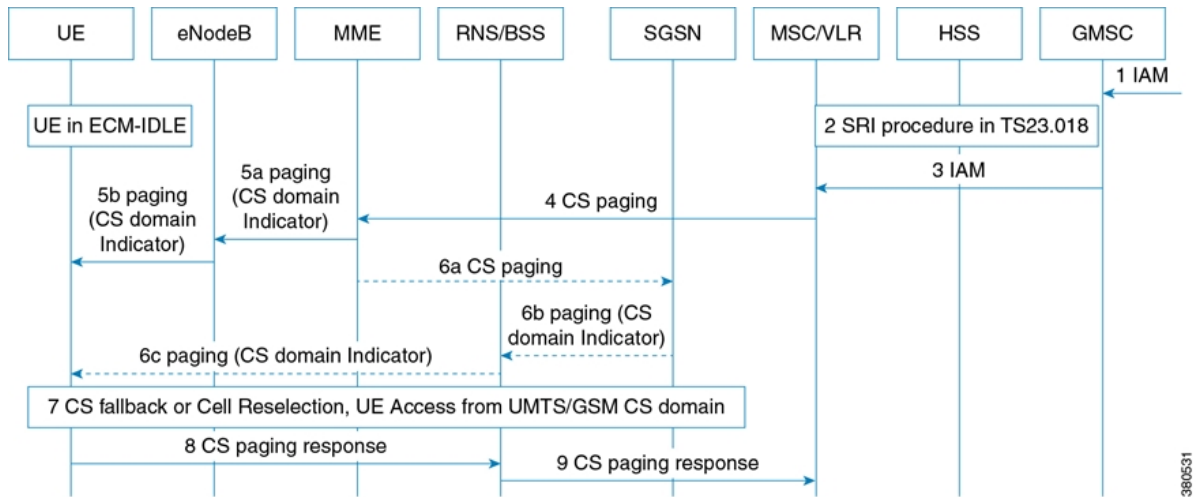 UE
eNodeB
MME
RNS/BSS
SGSN
MSC/VLR
HSS
GMSC
1 IAM
UE in ECM-IDLE
2 SRI procedure in TS23.018
3 IAM
4 CS paging
5a paging
(CS domain
Indicator)
5b paging
(CS domain
Indicator)
6a CS paging
6b paging (CS
domain Indicator)
6c paging (CS domain Indicator)
7 CS fallback or Cell Reselection, UE Access from UMTS/GSM CS domain
8 CS paging response
9 CS paging response
380531